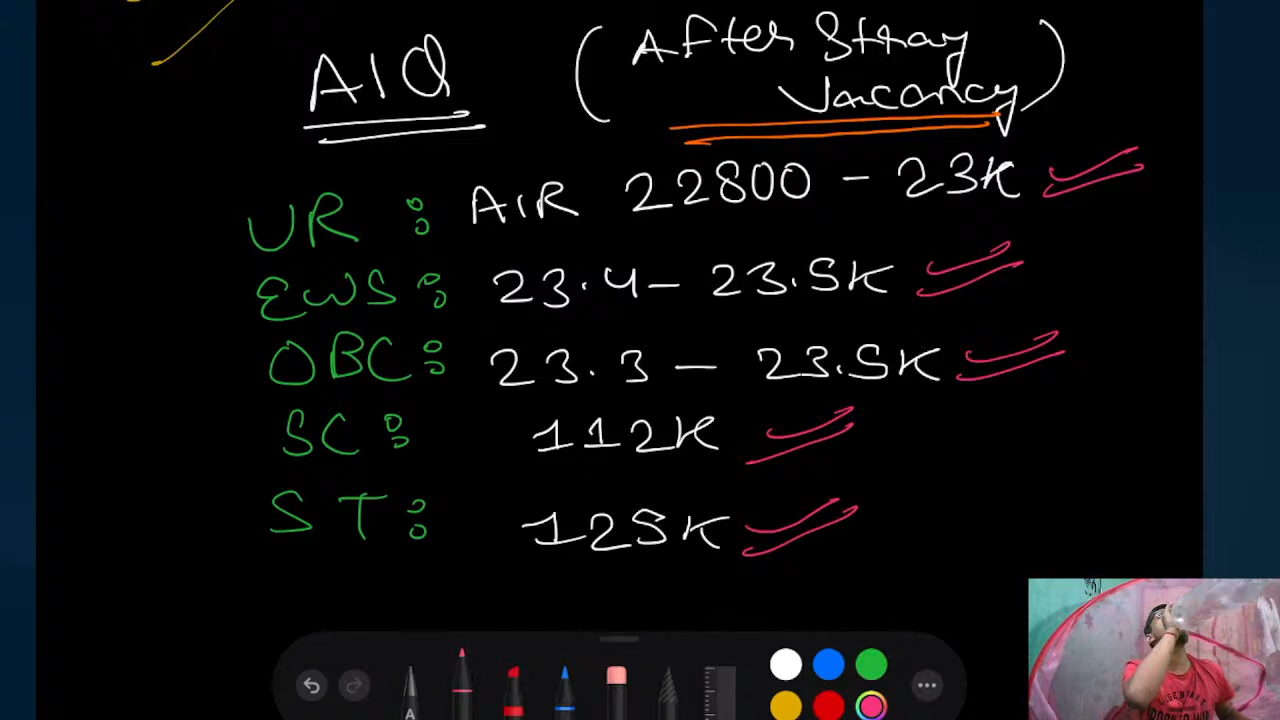 AIQ (After Stray
Vacancy)
UR : AIR 22800 - 23K
EWS : 23.4 - 23.5K
OBC : 23.3 - 23.5K
SC : 112K
ST : 125K
A